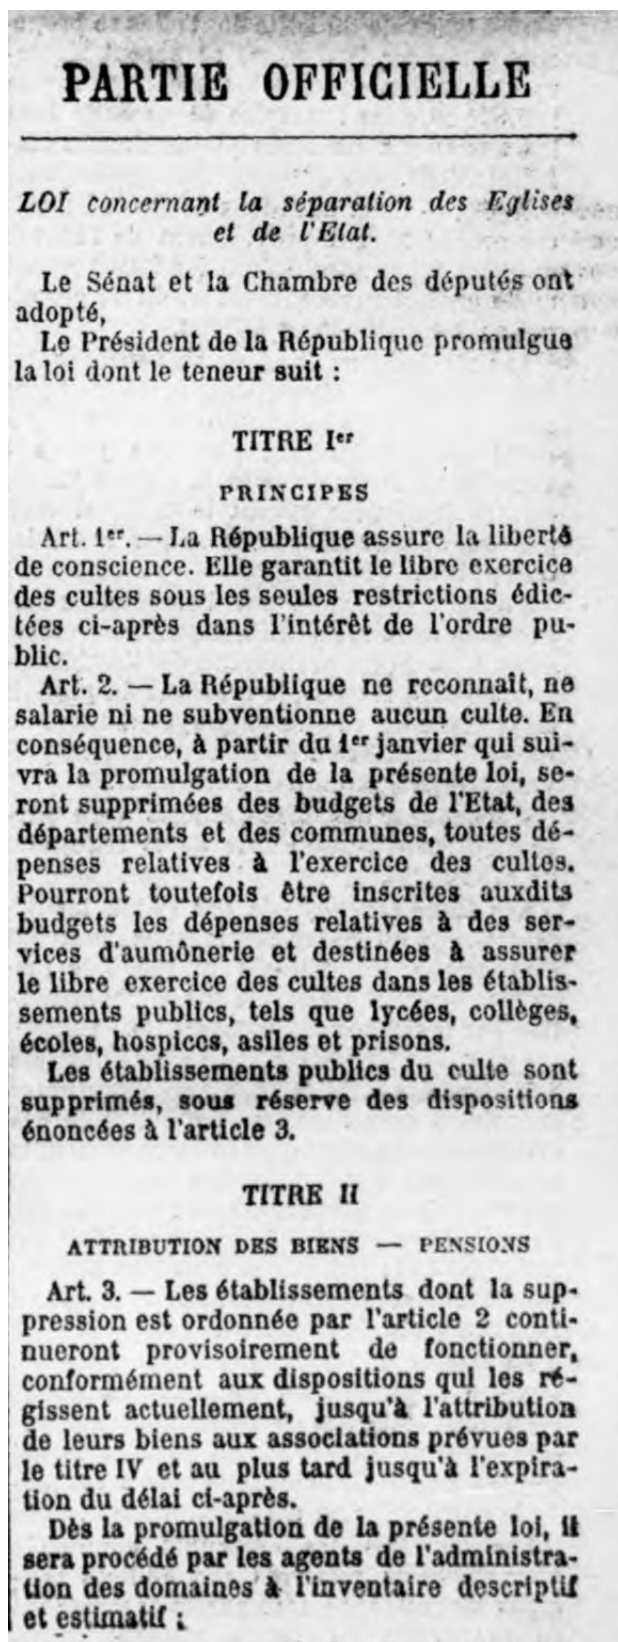 PARTIE OFFICIELLE
LOI concernant la séparation des Eglises
et de l'Etat.
Le Sénat et la Chambre des députés ont
adopté,
Le Président de la République promulgue
la loi dont le teneur suit :
TITRE Ier
PRINCIPES
Art. 1er. — La République assure la liberté
de conscience. Elle garantit le libre exercice
des cultes sous les seules restrictions édic-
tées ci-après dans l'intérêt de l'ordre pu-
blic.
Art. 2. — La République ne reconnaît, ne
salarie ni ne subventionne aucun culte. En
conséquence, à partir du 1er janvier qui sui-
vra la promulgation de la présente loi, se-
ront supprimées des budgets de l'Etat, des
départements et des communes, toutes dé-
penses relatives à l'exercice des cultes.
Pourront toutefois être inscrites auxdits
budgets les dépenses relatives à des ser-
vices d'aumônerie et destinées à assurer
le libre exercice des cultes dans les établis-
sements publics, tels que lycées, collèges,
écoles, hospices, asiles et prisons.
Les établissements publics du culte sont
supprimés, sous réserve des dispositions
énoncées à l'article 3.
TITRE II
ATTRIBUTION DES BIENS — PENSIONS
Art. 3. — Les établissements dont la sup-
pression est ordonnée par l'article 2 conti-
nueront provisoirement de fonctionner,
conformément aux dispositions qui les ré-
gissent actuellement, jusqu'à l'attribution
de leurs biens aux associations prévues par
le titre IV et au plus tard jusqu'à l'expira-
tion du délai ci-après.
Dès la promulgation de la présente loi, il
sera procédé par les agents de l'administra-
tion des domaines à l'inventaire descriptif
et estimatif :